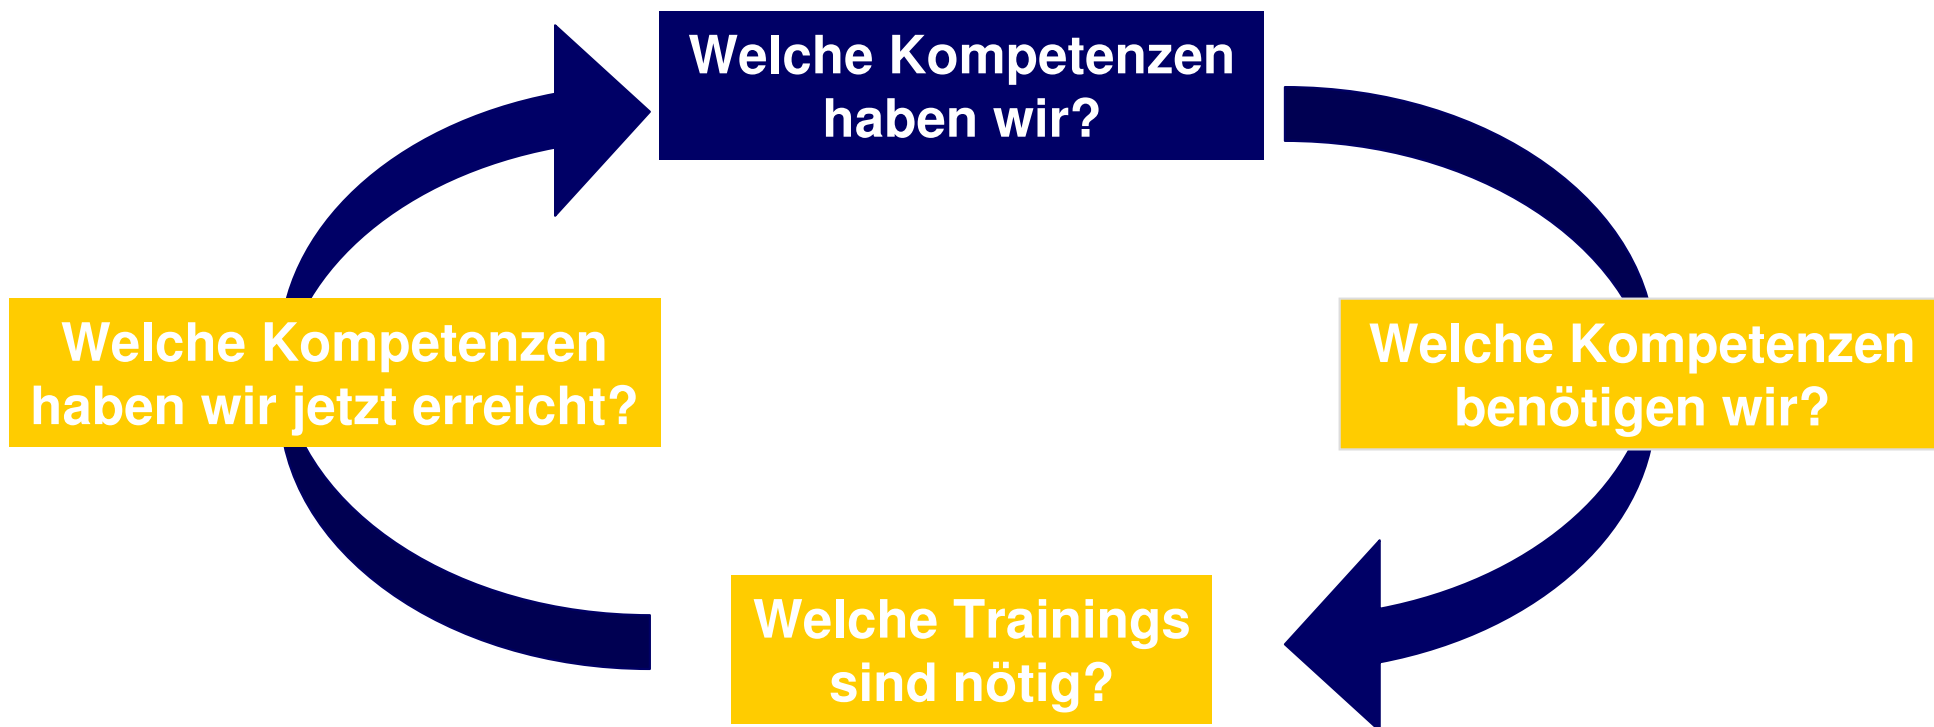 Welche Kompetenzen
haben wir?
Welche Kompetenzen
haben wir jetzt erreicht?
Welche Kompetenzen
benötigen wir?
Welche Trainings
sind nötig?